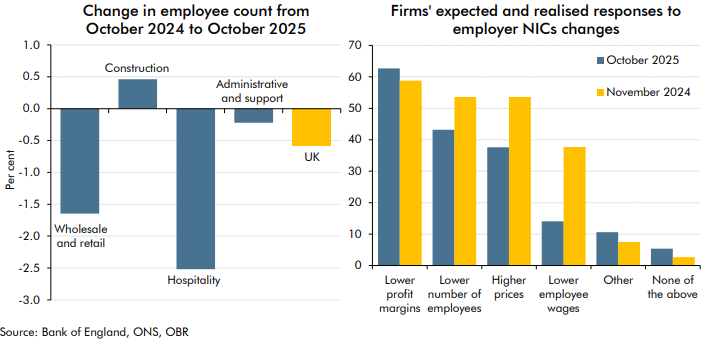 Change in employee count from
October 2024 to October 2025
1.0
0.5
0.0
-0.5
-1.0
-1.5
-2.0
-2.5
-3.0
Per cent
Construction
Administrative
and support
UK
Wholesale
and retail
Hospitality
Firms' expected and realised responses to
employer NICs changes
70
60
50
40
30
20
10
0
October 2025
November 2024
Lower
profit
margins
Lower
number of
employees
Higher
prices
Lower
employee
wages
Other
None of
the above
Source: Bank of England, ONS, OBR